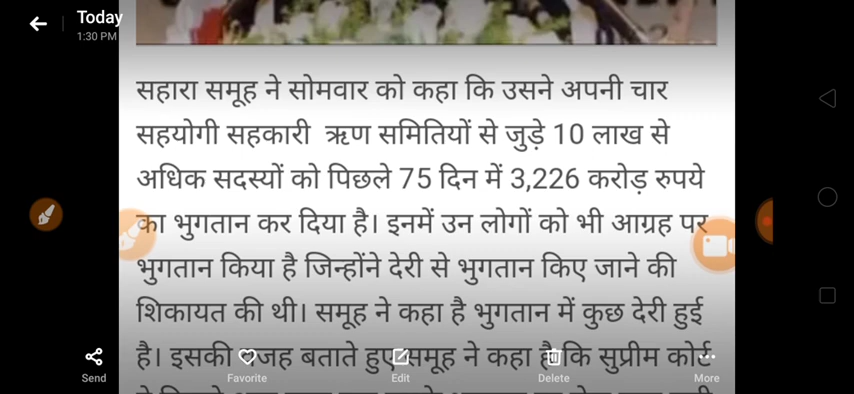 Today
1:30 PM
सहारा समूह ने सोमवार को कहा कि उसने अपनी चार
सहयोगी सहकारी ऋण समितियों से जुड़े 10 लाख से
अधिक सदस्यों को पिछले 75 दिन में 3,226 करोड़ रुपये
का भुगतान कर दिया है। इनमें उन लोगों को भी आग्रह पर
भुगतान किया है जिन्होंने देरी से भुगतान किए जाने की
शिकायत की थी। समूह ने कहा है भुगतान में कुछ देरी हुई
है। इसकी वजह बताते हुए समूह ने कहा है कि सुप्रीम कोर्ट
Send Favorite Edit Delete More